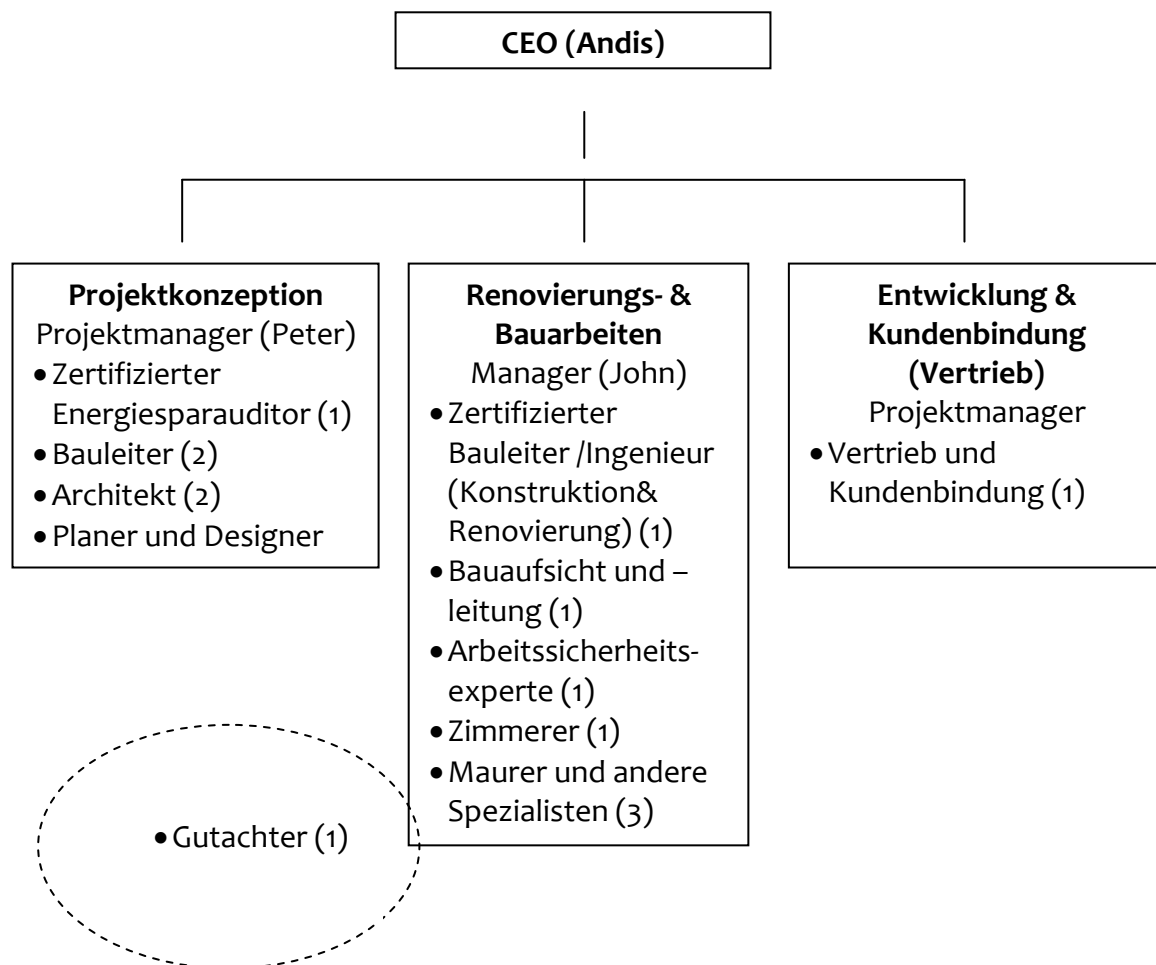 CEO (Andis)
Projektkonzeption
Projektmanager (Peter)
• Zertifizierter
Energiesparauditor (1)
• Bauleiter (2)
• Architekt (2)
• Planer und Designer
Renovierungs- &
Bauarbeiten
Manager (John)
• Zertifizierter
Bauleiter /Ingenieur
(Konstruktion&
Renovierung) (1)
• Bauaufsicht und –
leitung (1)
• Arbeitssicherheits-
experte (1)
• Zimmerer (1)
• Maurer und andere
Spezialisten (3)
Entwicklung &
Kundenbindung
(Vertrieb)
Projektmanager
• Vertrieb und
Kundenbindung (1)
• Gutachter (1)